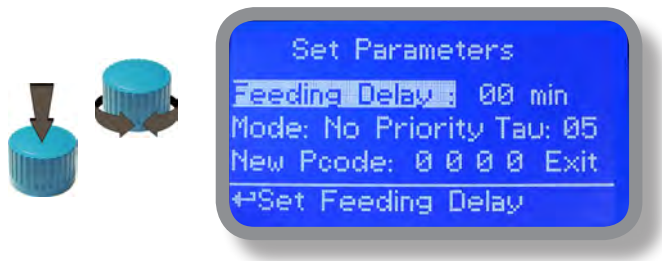 Set Parameters
Feeding Delay : 00 min
Mode: No Priority Tau: 05
New Pcode: 0 0 0 0 Exit
↵Set Feeding Delay